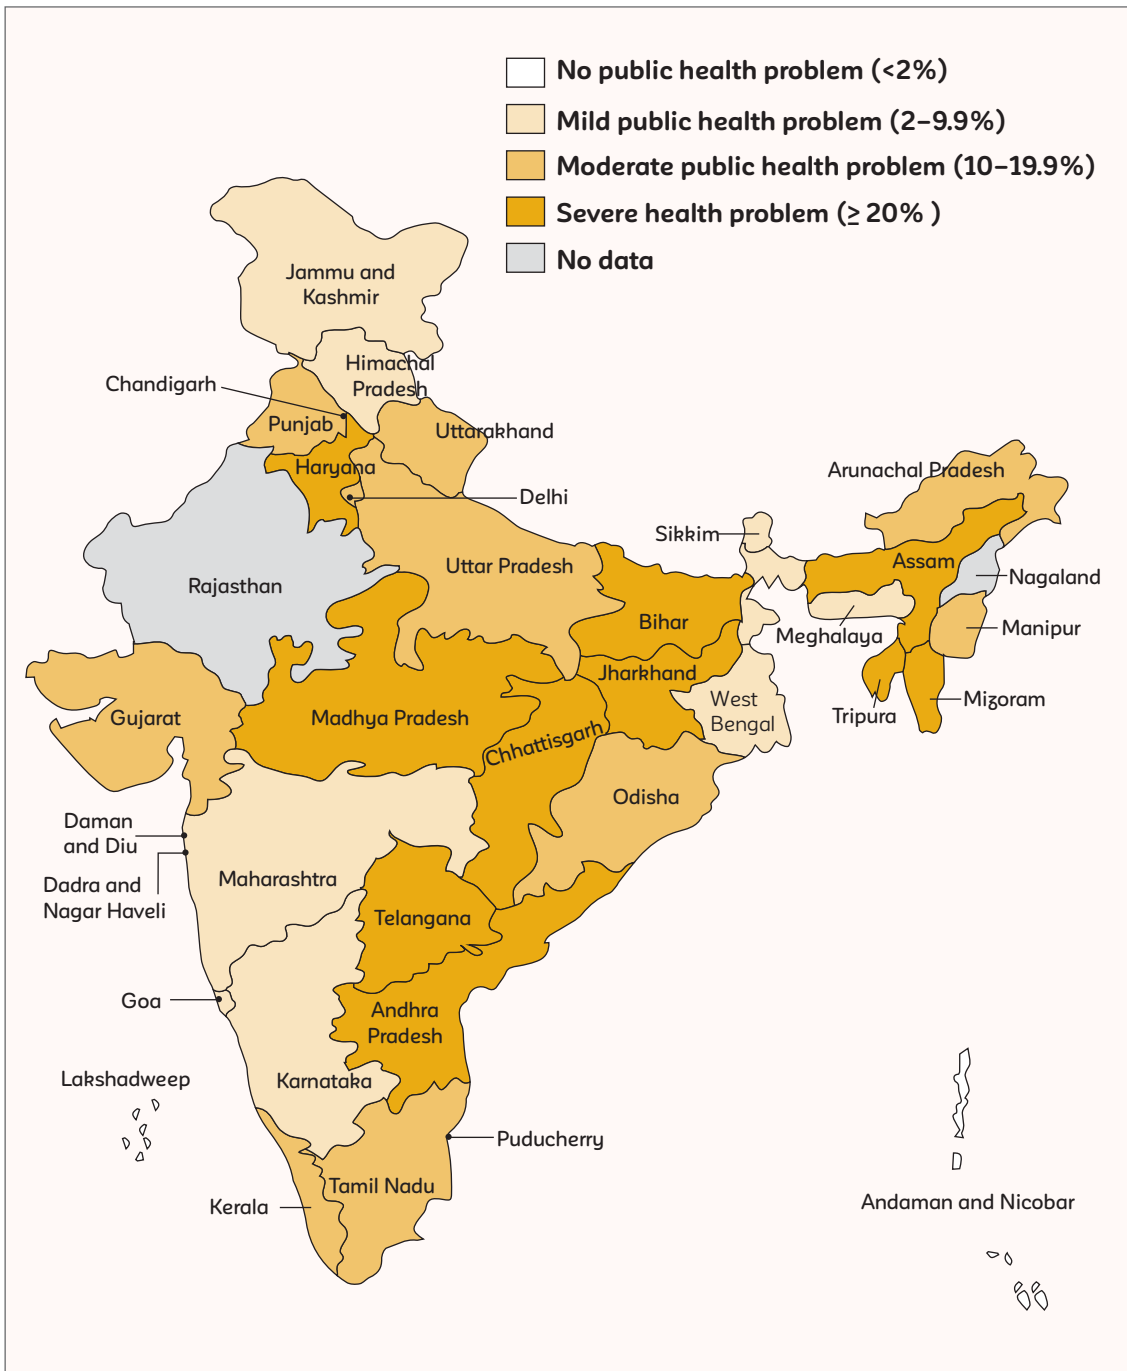 No public health problem (<2%)
Mild public health problem (2–9.9%)
Moderate public health problem (10–19.9%)
Severe health problem (≥ 20% )
No data
Jammu and
Kashmir
Himachal
Pradesh
Chandigarh
Punjab
Uttarakhand
Haryana
Delhi
Arunachal Pradesh
Sikkim
Assam
Nagaland
Rajasthan
Uttar Pradesh
Bihar
Meghalaya
Manipur
Jharkhand
West
Bengal
Tripura
Mizoram
Gujarat
Madhya Pradesh
Chhattisgarh
Odisha
Daman
and Diu
Dadra and
Nagar Haveli
Maharashtra
Telangana
Goa
Andhra
Pradesh
Lakshadweep
Karnataka
Puducherry
Tamil Nadu
Kerala
Andaman and Nicobar